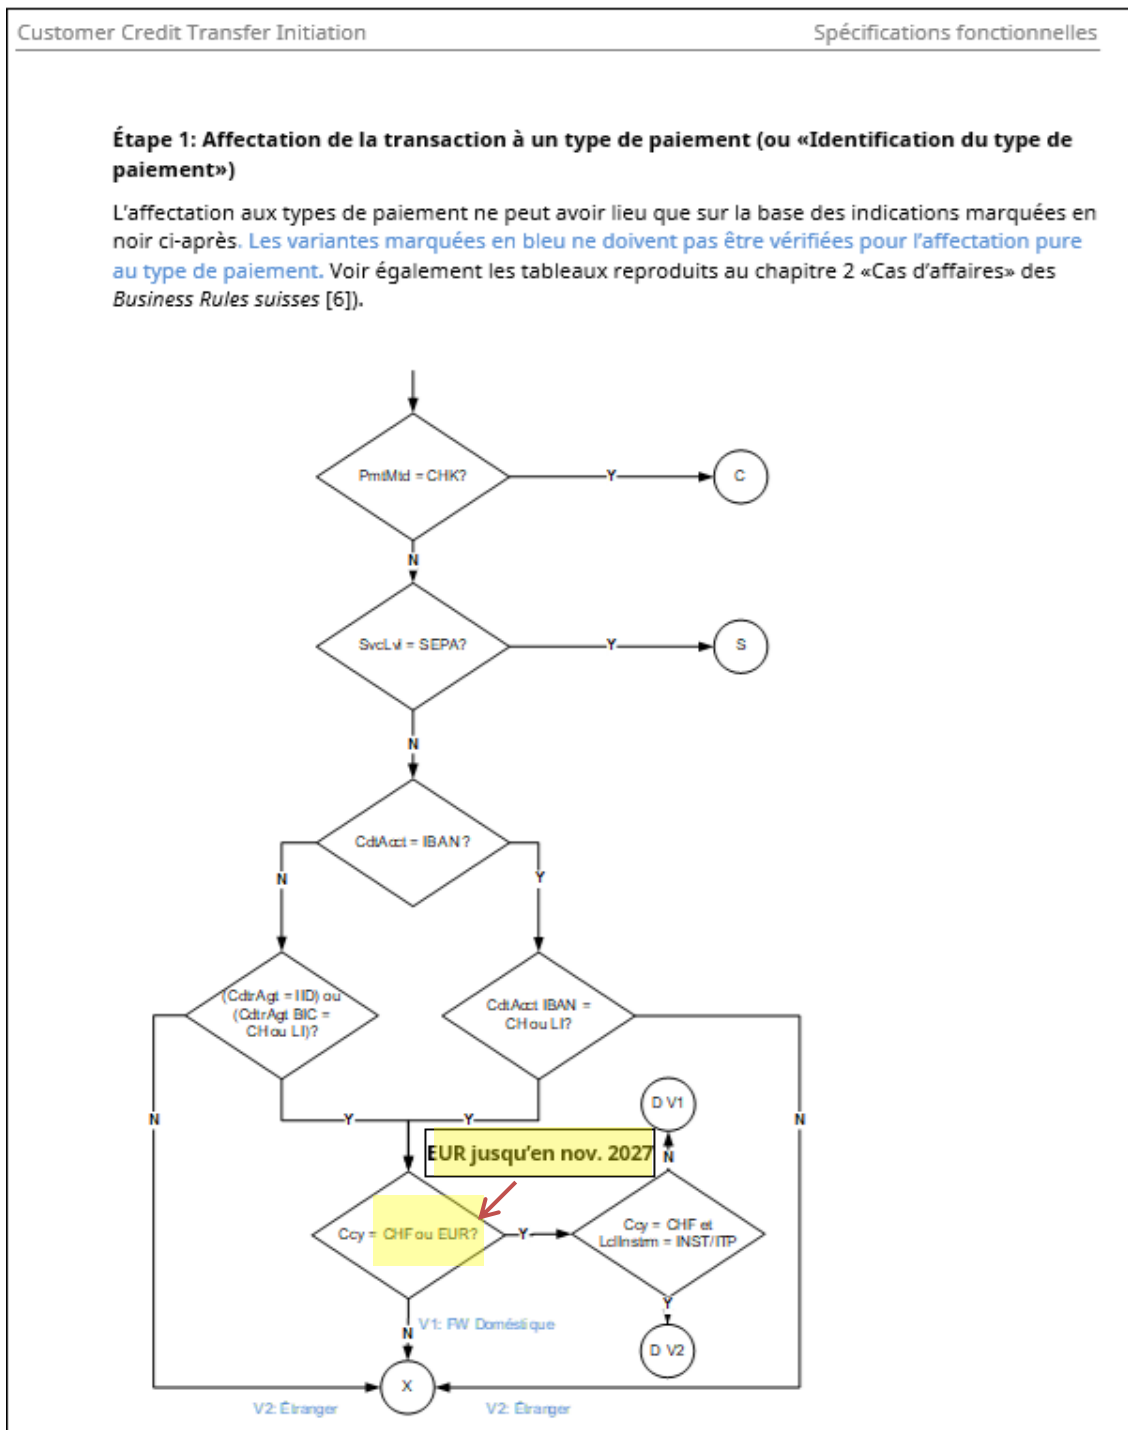 Customer Credit Transfer Initiation
Spécifications fonctionnelles
Étape 1: Affectation de la transaction à un type de paiement (ou «Identification du type de
paiement»)
L'affectation aux types de paiement ne peut avoir lieu que sur la base des indications marquées en
noir ci-après. Les variantes marquées en bleu ne doivent pas être vérifiées pour l'affectation pure
au type de paiement. Voir également les tableaux reproduits au chapitre 2 «Cas d'affaires» des
Business Rules suisses [6]).
PmtMtd = CHK?
Y
C
N
SvcLvl = SEPA?
Y
S
N
CdtAcct = IBAN?
N
Y
(CdtrAgt = IID) ou
(CdtrAgt BIC =
CH ou LI)?
CdtAcct IBAN =
CH ou LI?
D V1
N
Y
Y
N
EUR jusqu'en nov. 2027
N
Ccy = CHF ou EUR?
Y
Ccy = CHF et
LclInstrm = INST/ITP
Y
V1: FW Doméstique
N
D V2
X
V2: Étranger
V2: Étranger